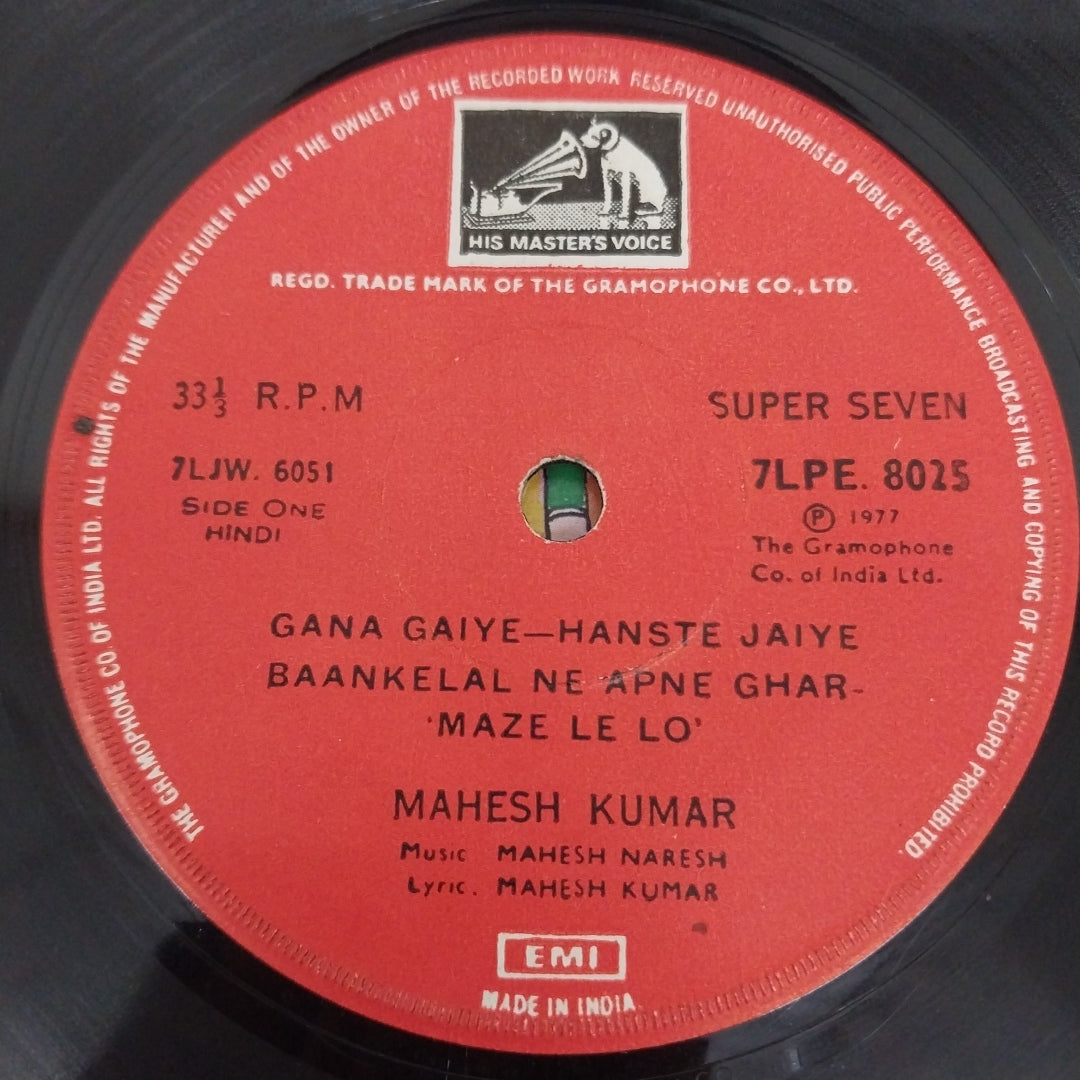 THE GRAMOPHONE CO. OF INDIA LTD. ALL RIGHTS OF THE MANUFACTURER AND OF THE OWNER OF THE RECORDED WORK RESERVED UNAUTHORISED PUBLIC PERFORMANCE BROADCASTING AND COPYING OF THIS RECORD PROHIBITED.
HIS MASTER'S VOICE
REGD. TRADE MARK OF THE GRAMOPHONE CO., LTD.
33⅓ R.P.M
SUPER SEVEN
7LJW. 6051
7LPE. 8025
SIDE ONE
HINDI
℗ 1977
The Gramophone
Co. of India Ltd.
GANA GAIYE—HANSTE JAIYE
BAANKELAL NE APNE GHAR-
'MAZE LE LO'
MAHESH KUMAR
Music MAHESH NARESH
Lyric. MAHESH KUMAR
EMI
MADE IN INDIA